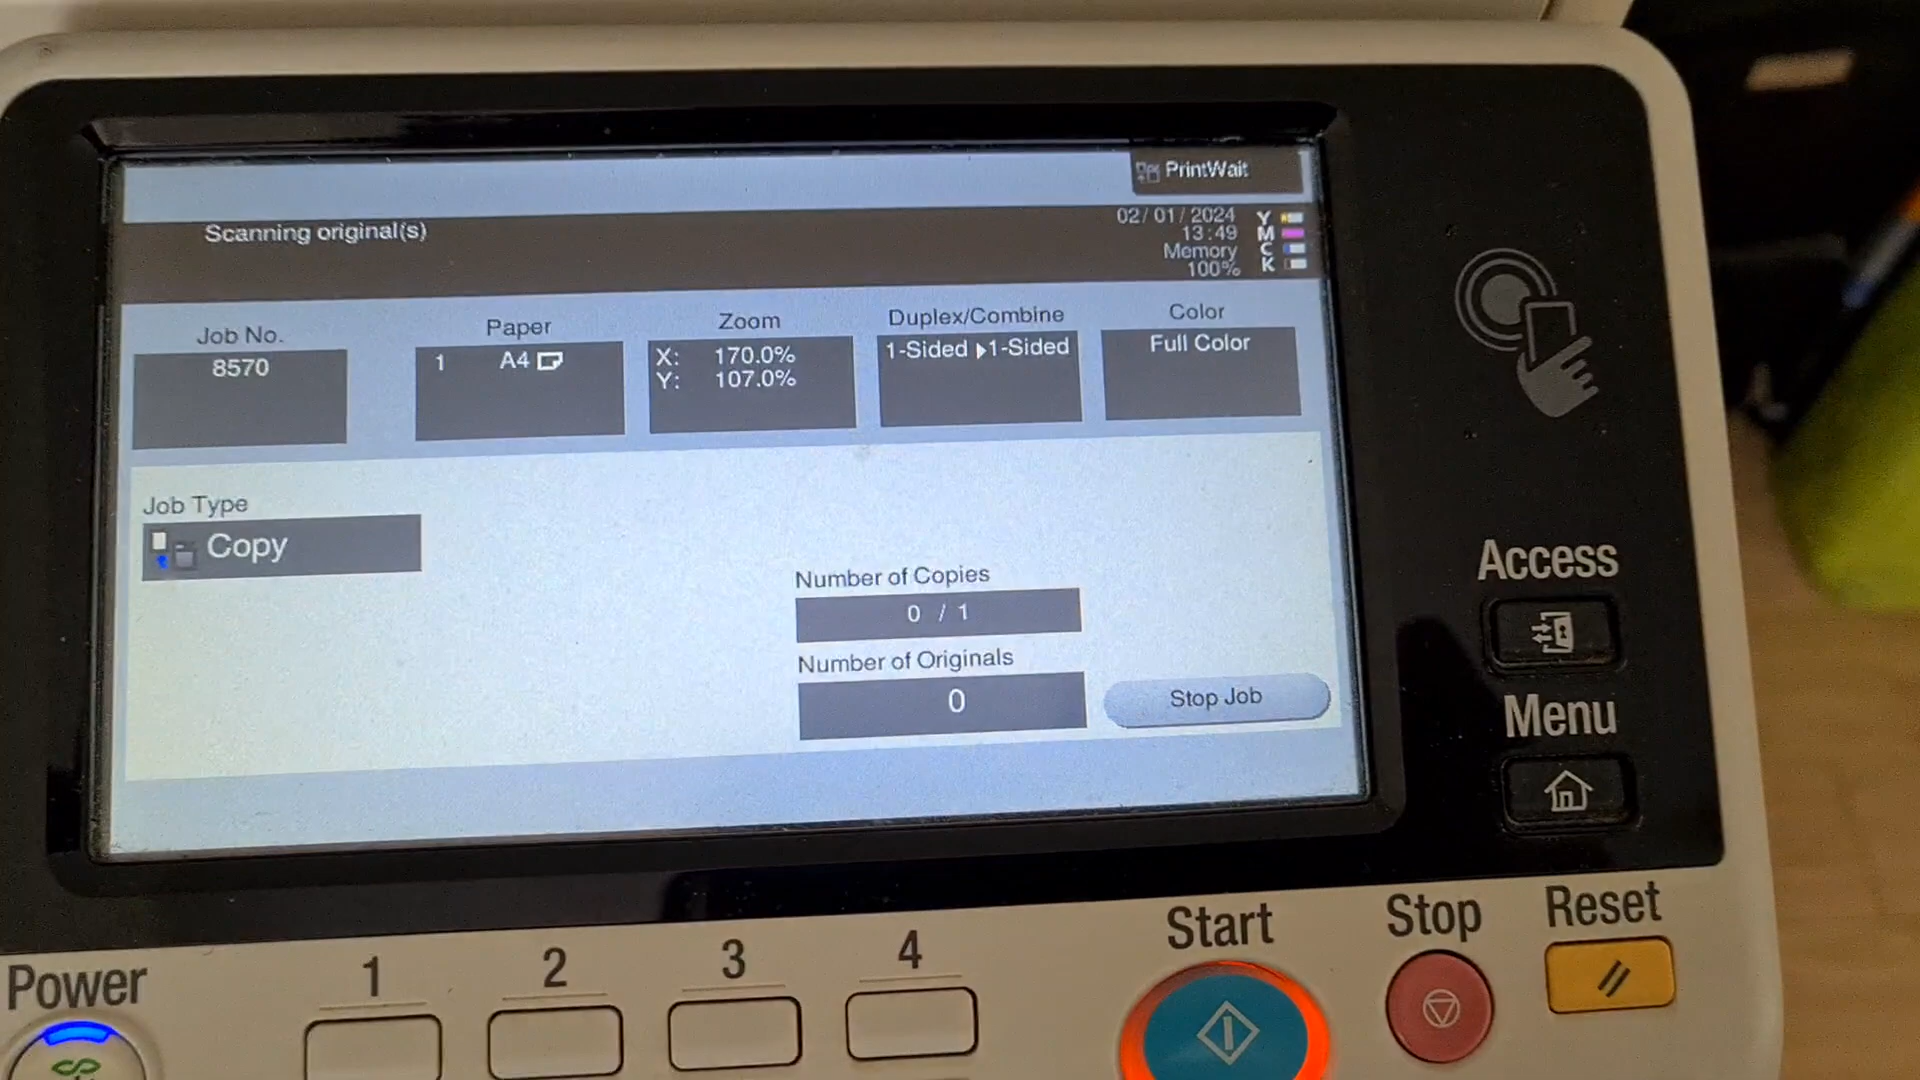 PrintWait
Scanning original(s)
02/01/2024
13:49
Memory
100%
Y
M
C
K
Job No.
8570
Paper
1 A4
Zoom
X: 170.0%
Y: 107.0%
Duplex/Combine
1-Sided ▶1-Sided
Color
Full Color
Job Type
Copy
Number of Copies
0 / 1
Number of Originals
0
Stop Job
Access
Menu
Power
1
2
3
4
Start
Stop
Reset